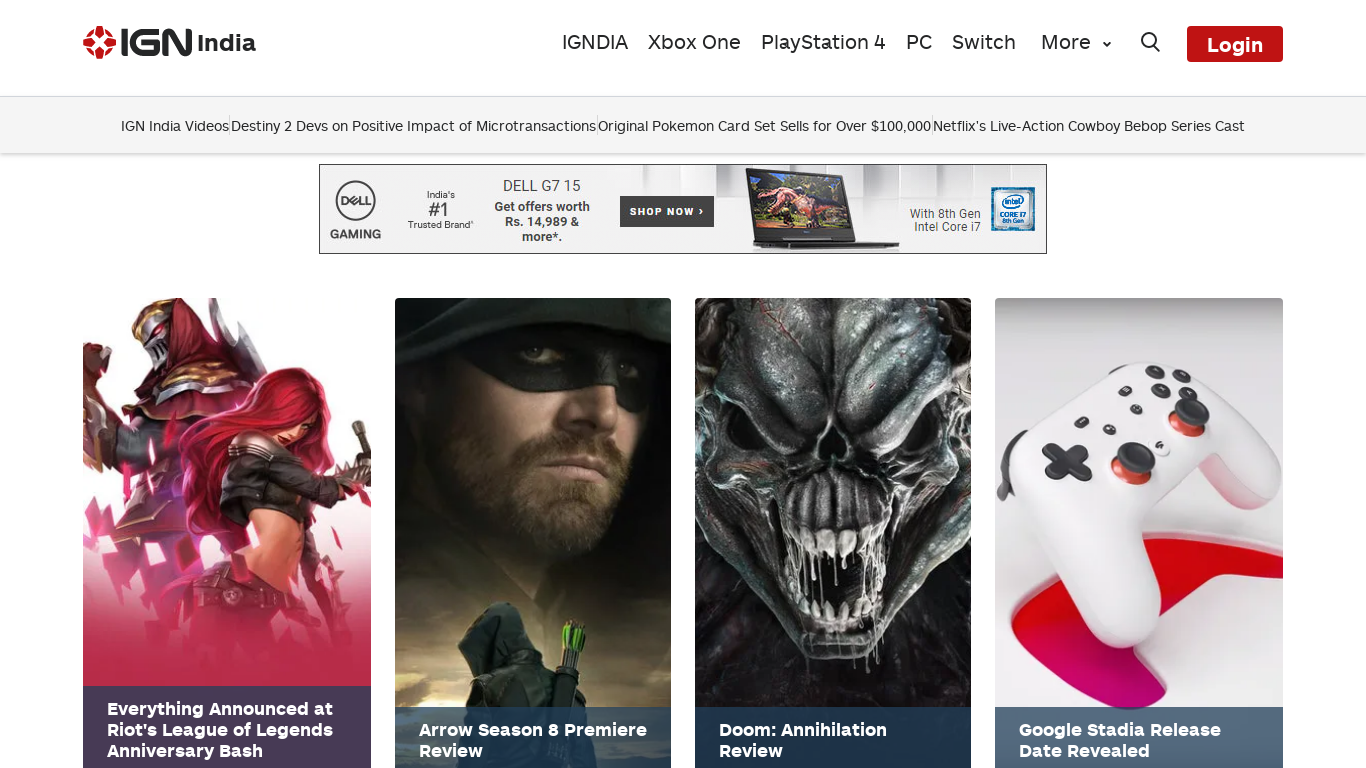 IGN India
IGNDIA Xbox One PlayStation 4 PC Switch More Login
IGN India Videos Destiny 2 Devs on Positive Impact of Microtransactions Original Pokemon Card Set Sells for Over $100,000 Netflix's Live-Action Cowboy Bebop Series Cast
DELL
GAMING
India's
#1
Trusted Brand^
DELL G7 15
Get offers worth
Rs. 14,989 &
more*.
SHOP NOW ›
With 8th Gen
Intel Core i7
intel
CORE i7
8th Gen
Everything Announced at
Riot's League of Legends
Anniversary Bash
Arrow Season 8 Premiere
Review
Doom: Annihilation
Review
Google Stadia Release
Date Revealed